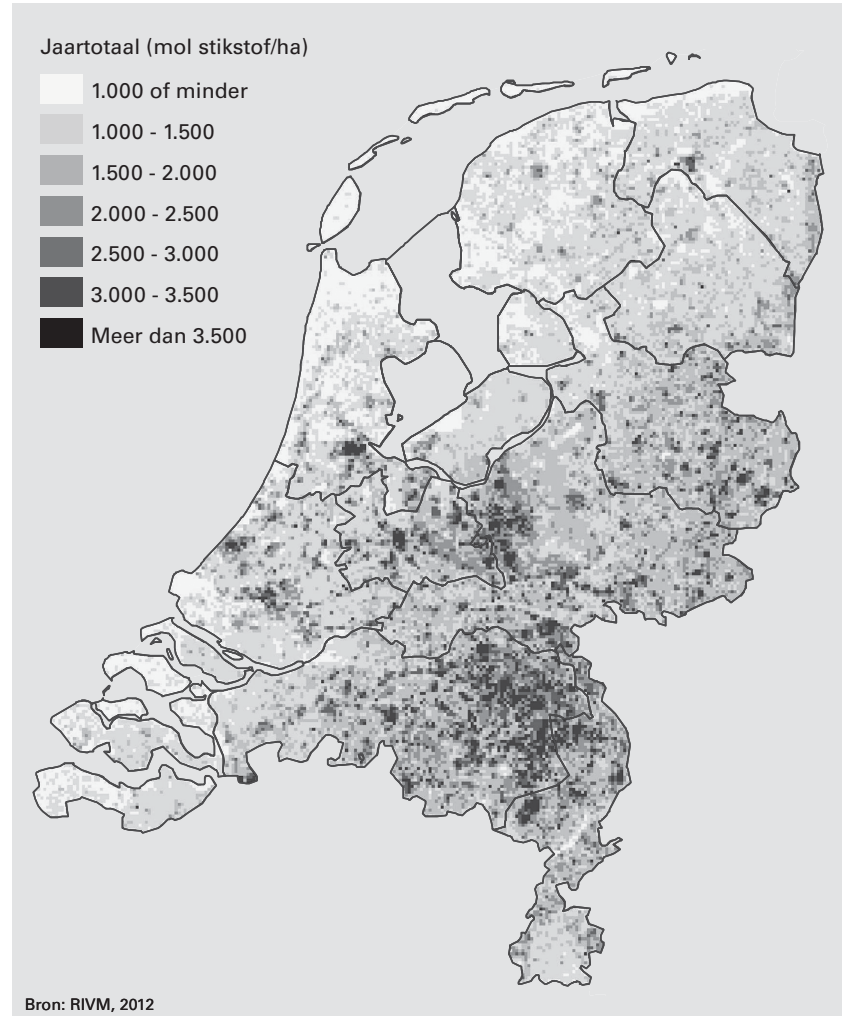 Jaartotaal (mol stikstof/ha)
1.000 of minder
1.000 - 1.500
1.500 - 2.000
2.000 - 2.500
2.500 - 3.000
3.000 - 3.500
Meer dan 3.500
Bron: RIVM, 2012